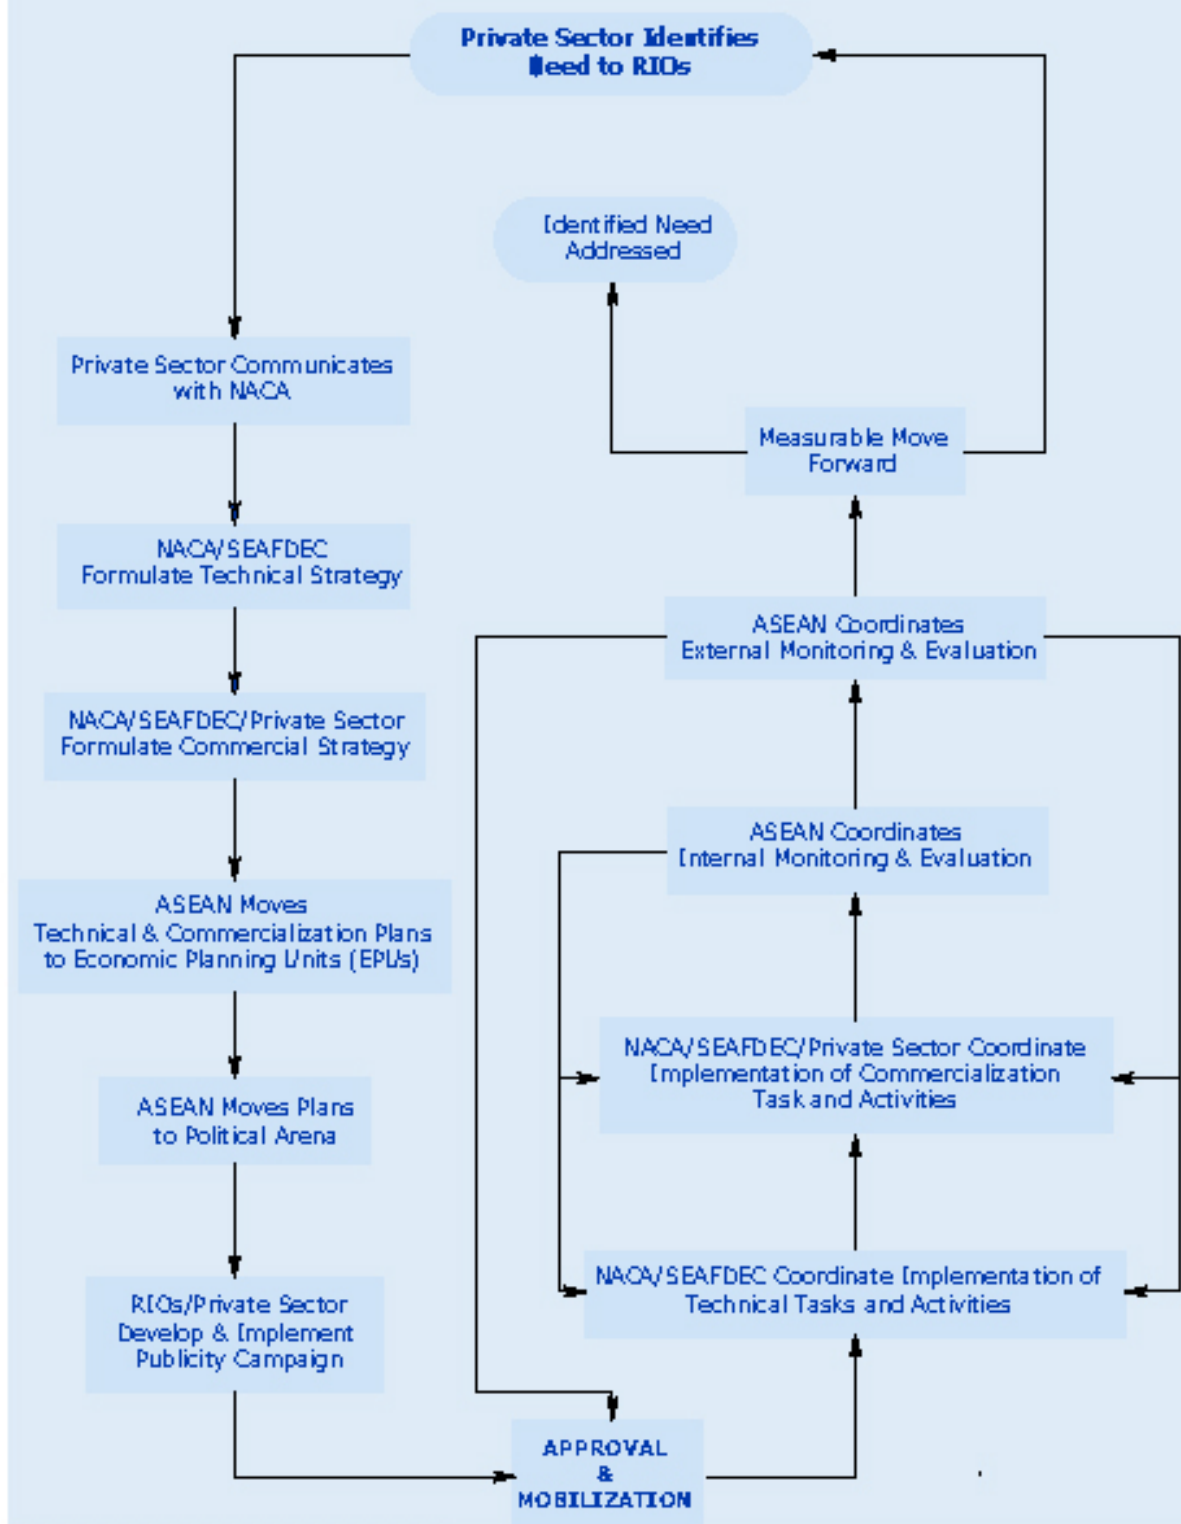 Private Sector Identifies
Need to RIOs
Identified Need
Addressed
Private Sector Communicates
with NACA
Measurable Move
Forward
NACA/SEAFDEC
Formulate Technical Strategy
ASEAN Coordinates
External Monitoring & Evaluation
NACA/SEAFDEC/Private Sector
Formulate Commercial Strategy
ASEAN Coordinates
Internal Monitoring & Evaluation
ASEAN Moves
Technical & Commercialization Plans
to Economic Planning Units (EPUs)
NACA/SEAFDEC/Private Sector Coordinate
Implementation of Commercialization
Task and Activities
ASEAN Moves Plans
to Political Arena
NACA/SEAFDEC Coordinate Implementation of
Technical Tasks and Activities
RIOs/Private Sector
Develop & Implement
Publicity Campaign
APPROVAL
&
MOBILIZATION